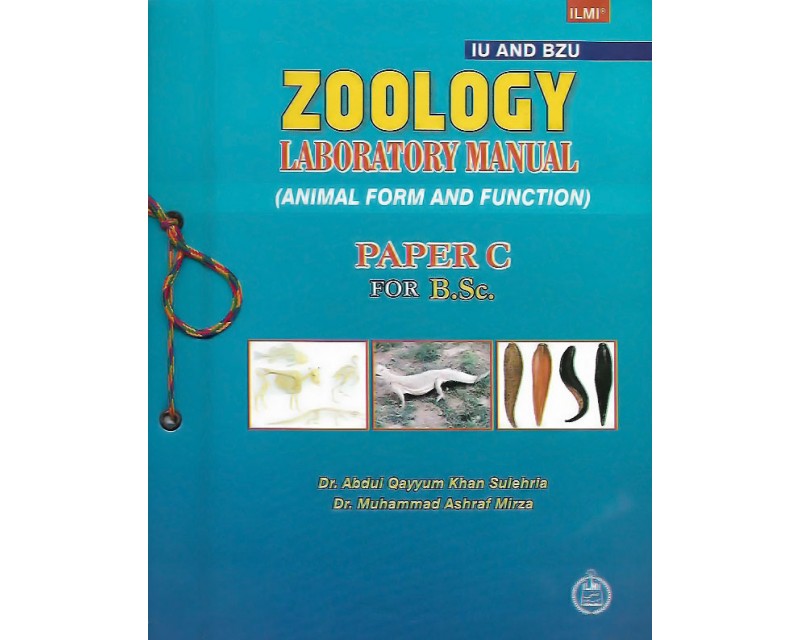 ILMI®
IU AND BZU
ZOOLOGY
LABORATORY MANUAL
(ANIMAL FORM AND FUNCTION)
PAPER C
FOR B.Sc.
Dr. Abdul Qayyum Khan Sulehria
Dr. Muhammad Ashraf Mirza